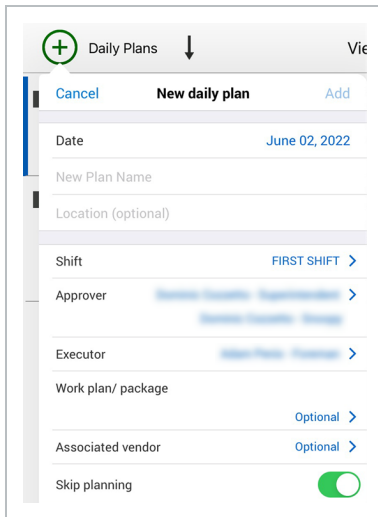 Daily Plans
Cancel New daily plan Add
Date June 02, 2022
New Plan Name
Location (optional)
Shift FIRST SHIFT
Approver
Executor
Work plan/ package
Optional
Associated vendor Optional
Skip planning